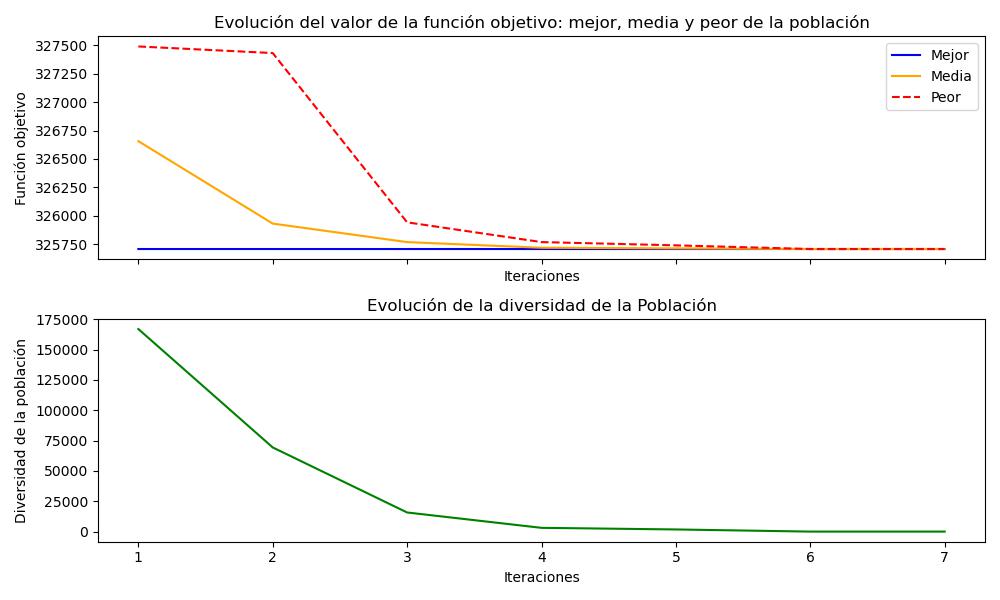 Evolución del valor de la función objetivo: mejor, media y peor de la población
Función objetivo
327500
327250
327000
326750
326500
326250
326000
325750
Mejor
Media
Peor
Iteraciones
Evolución de la diversidad de la Población
Diversidad de la población
175000
150000
125000
100000
75000
50000
25000
0
1 2 3 4 5 6 7
Iteraciones